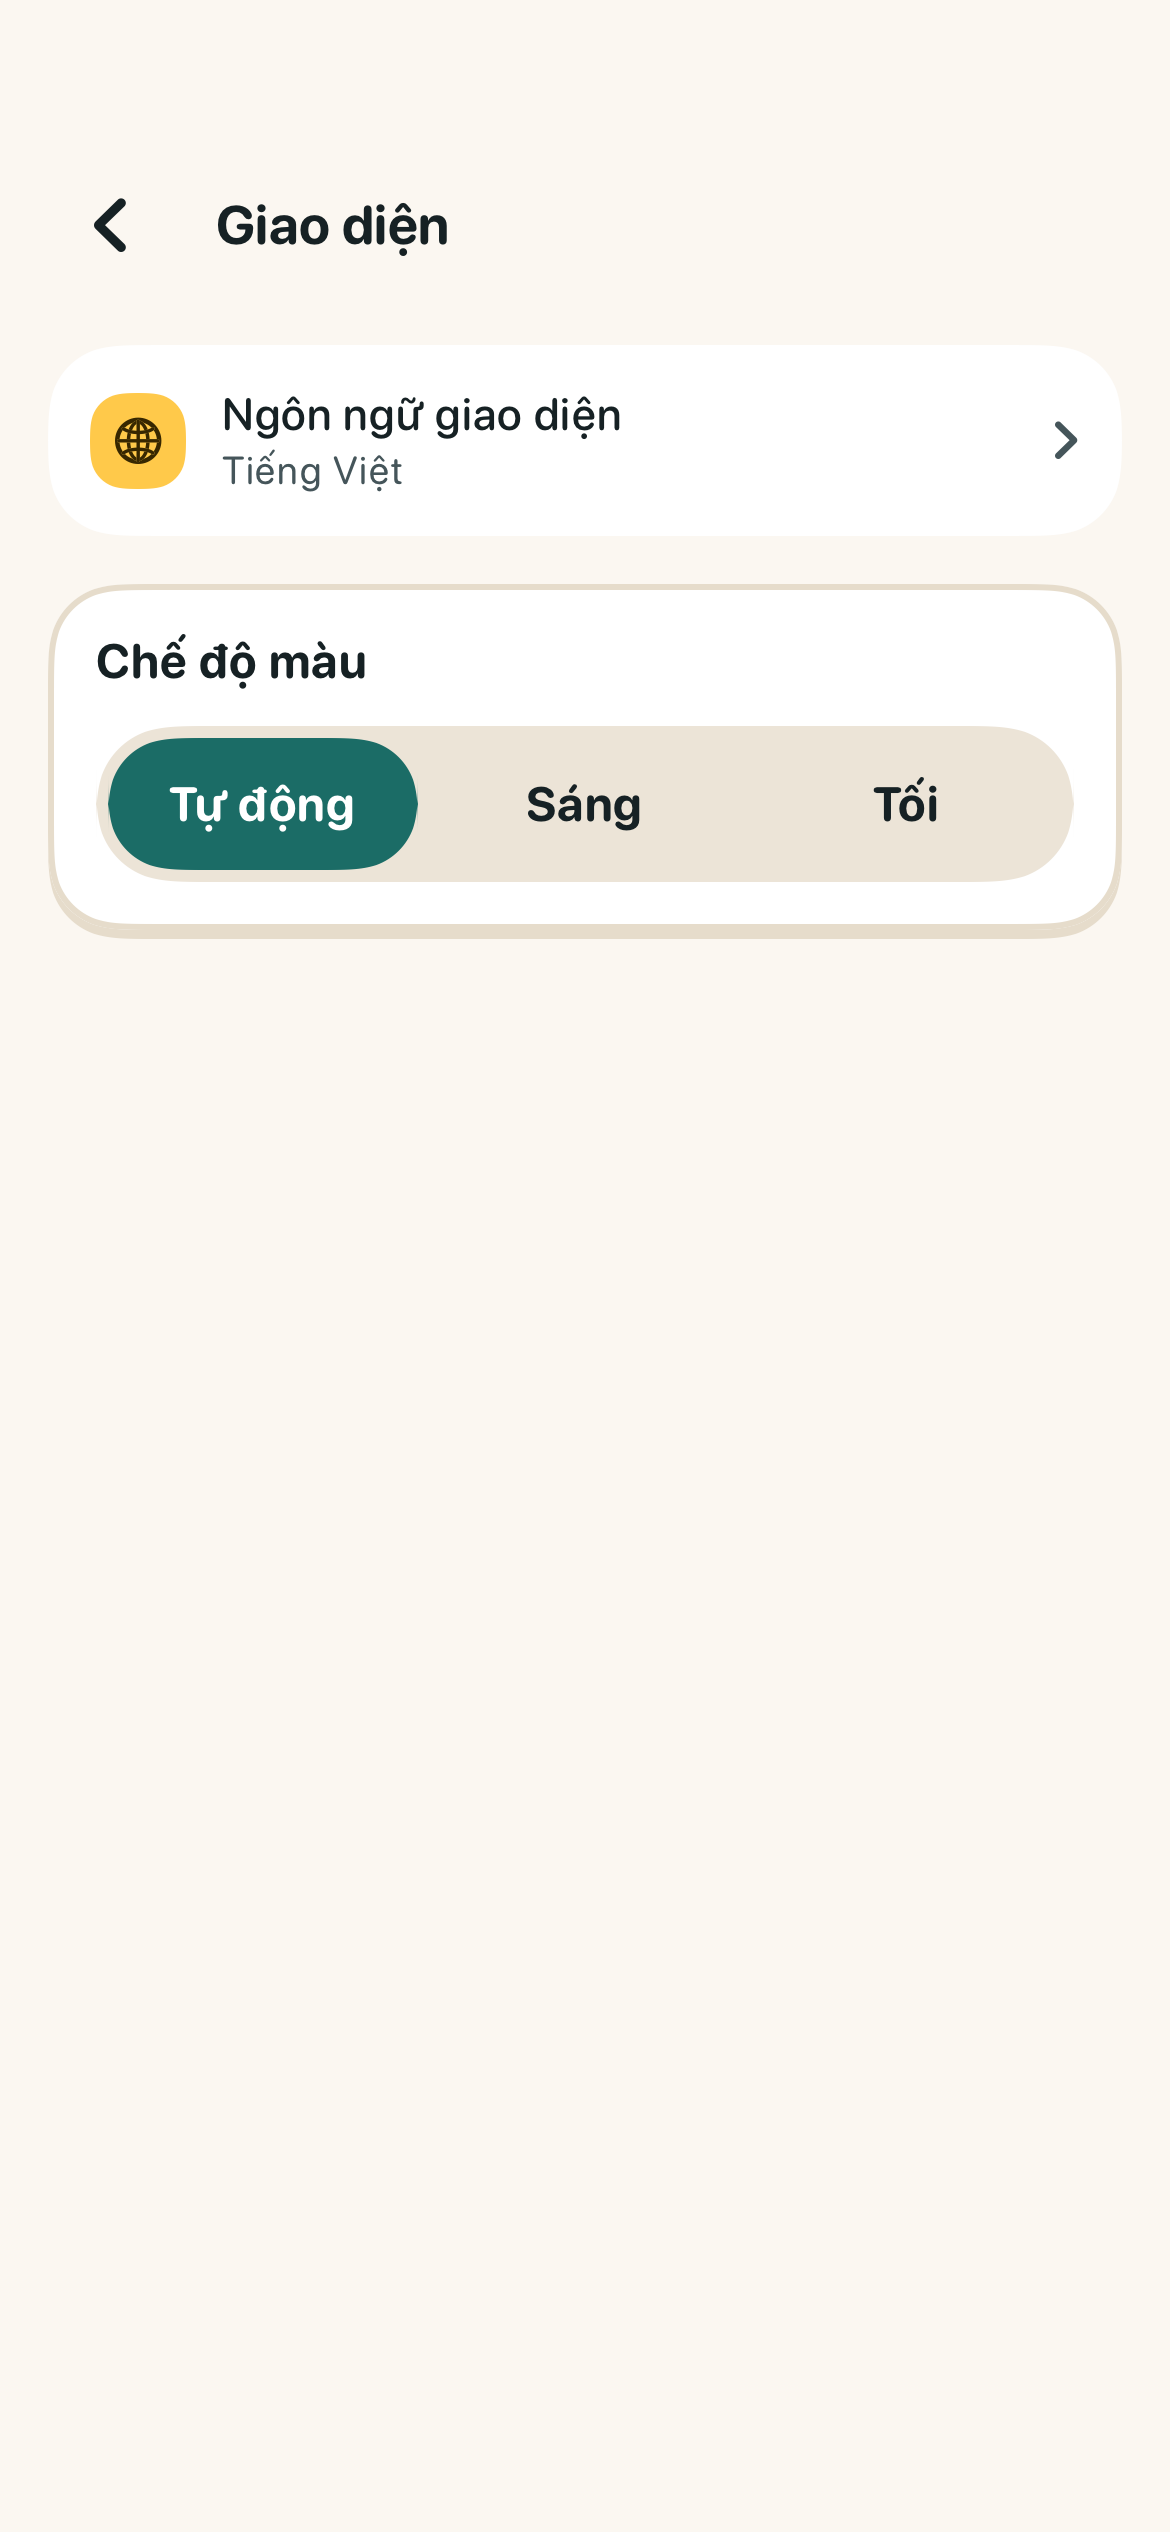 Giao diện
Ngôn ngữ giao diện
Tiếng Việt
Chế độ màu
Tự động
Sáng
Tối